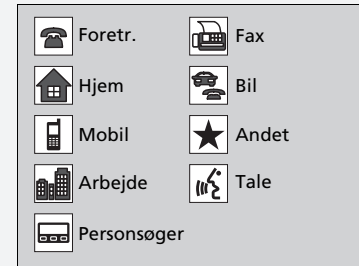 Foretr.
Fax
Hjem
Bil
Mobil
Andet
Arbejde
Tale
Personsøger